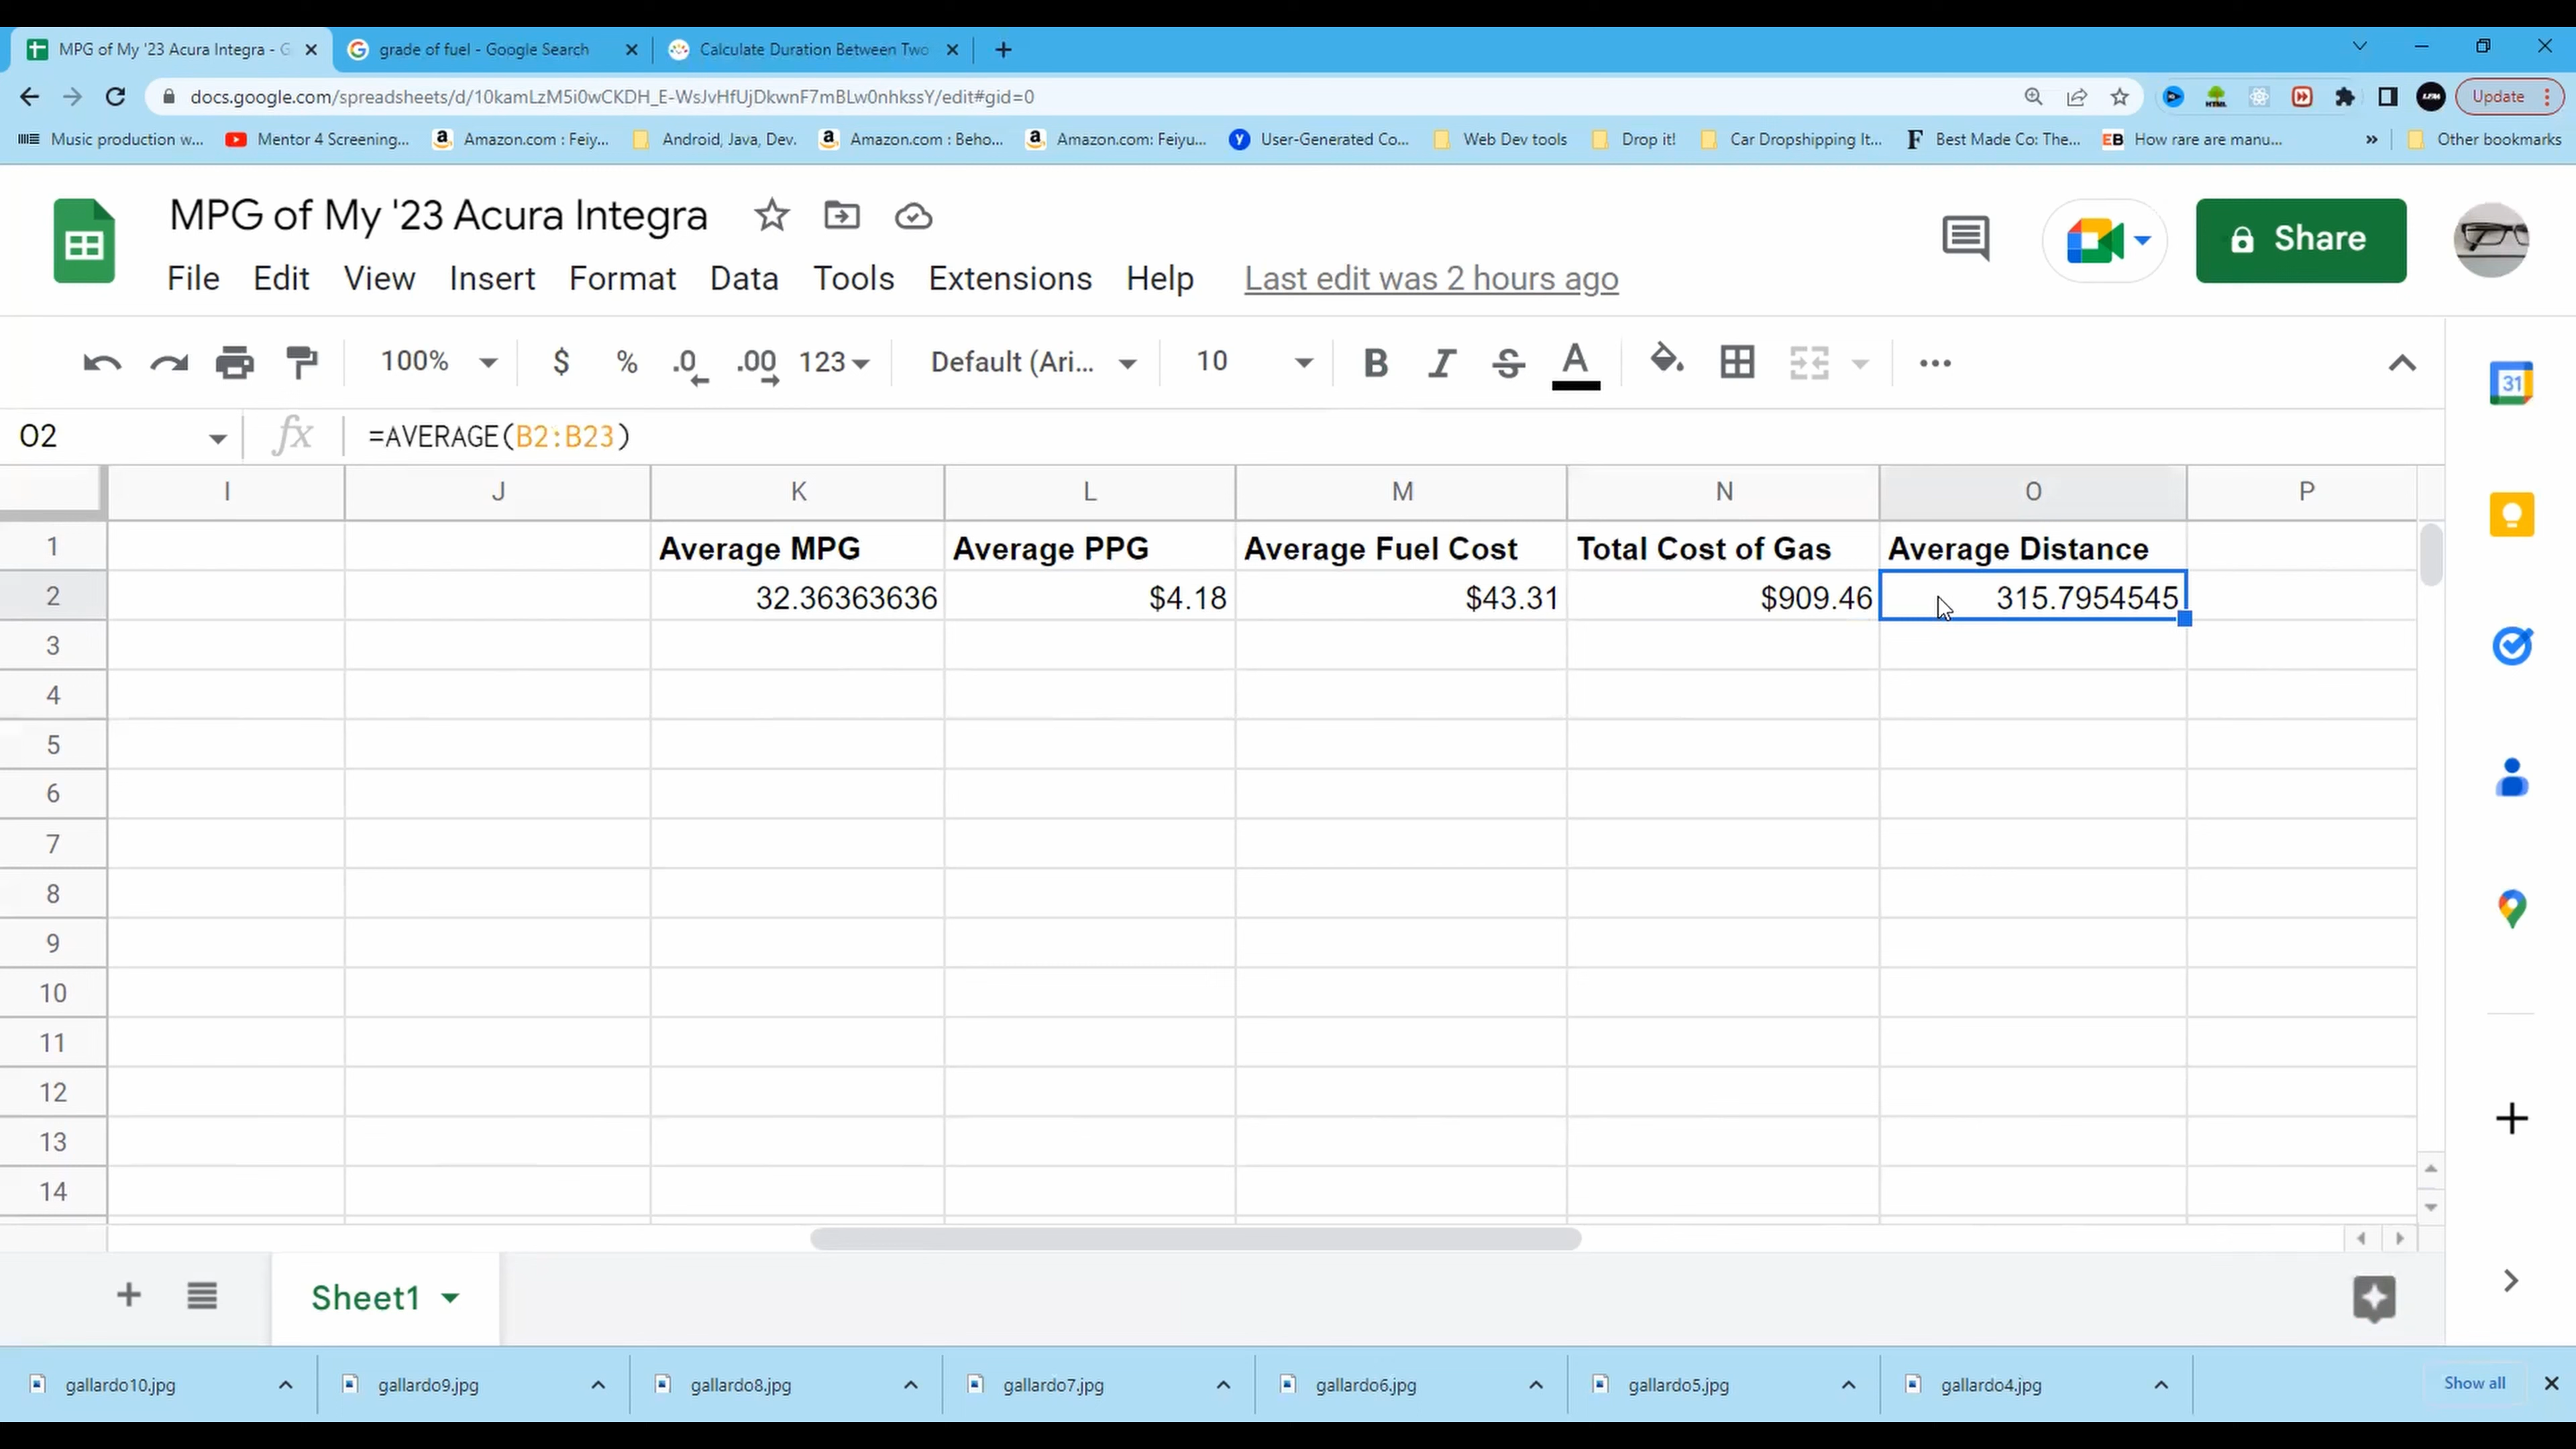 MPG of My '23 Acura Integra - G
grade of fuel - Google Search
Calculate Duration Between Two
docs.google.com/spreadsheets/d/10kamLzM5i0wCKDH_E-WsJvHfUjDkwnF7mBLw0nhkssY/edit#gid=0
Update
Music production w...
Mentor 4 Screening...
Amazon.com : Feiy...
Android, Java, Dev.
Amazon.com : Beho...
Amazon.com: Feiyu...
User-Generated Co...
Web Dev tools
Drop it!
Car Dropshipping It...
Best Made Co: The...
EB How rare are manu...
Other bookmarks
MPG of My '23 Acura Integra
Share
File Edit View Insert Format Data Tools Extensions Help Last edit was 2 hours ago
100% $ % .0 .00 123 Default (Ari... 10 B I S A
31
O2 fx =AVERAGE(B2:B23)
I J K L M N O P
1 Average MPG Average PPG Average Fuel Cost Total Cost of Gas Average Distance
2 32.36363636 $4.18 $43.31 $909.46 315.7954545
3
4
5
6
7
8
9
10
11
12
13
14
Sheet1
gallardo10.jpg
gallardo9.jpg
gallardo8.jpg
gallardo7.jpg
gallardo6.jpg
gallardo5.jpg
gallardo4.jpg
Show all